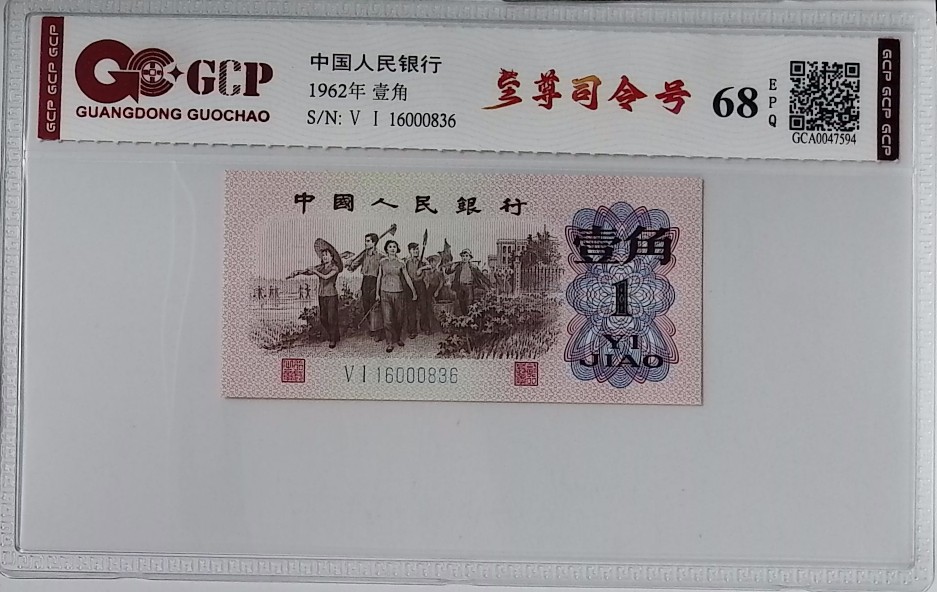 GCP GCP GCP
GCP
GUANGDONG GUOCHAO
中国人民银行
1962年 壹角
S/N: V I 16000836
至尊司令号
68
EPQ
GCA0047594
GCP GCP GCP
中國人民銀行
壹角
1
YI
JIAO
V I 16000836